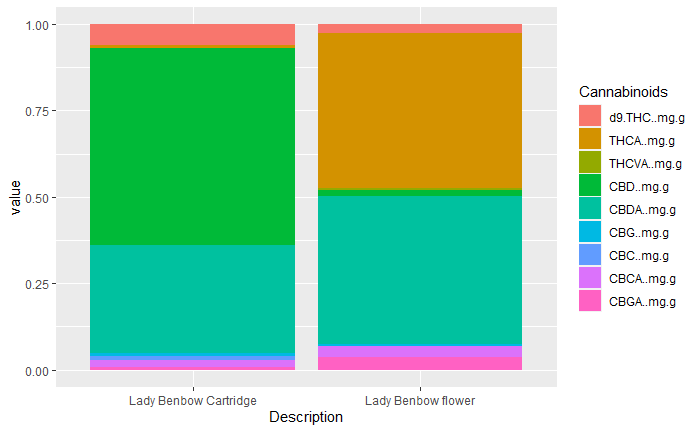 1.00
0.75
0.50
0.25
0.00
value
Lady Benbow Cartridge
Lady Benbow flower
Description
Cannabinoids
d9.THC..mg.g
THCA..mg.g
THCVA..mg.g
CBD..mg.g
CBDA..mg.g
CBG..mg.g
CBC..mg.g
CBCA..mg.g
CBGA..mg.g